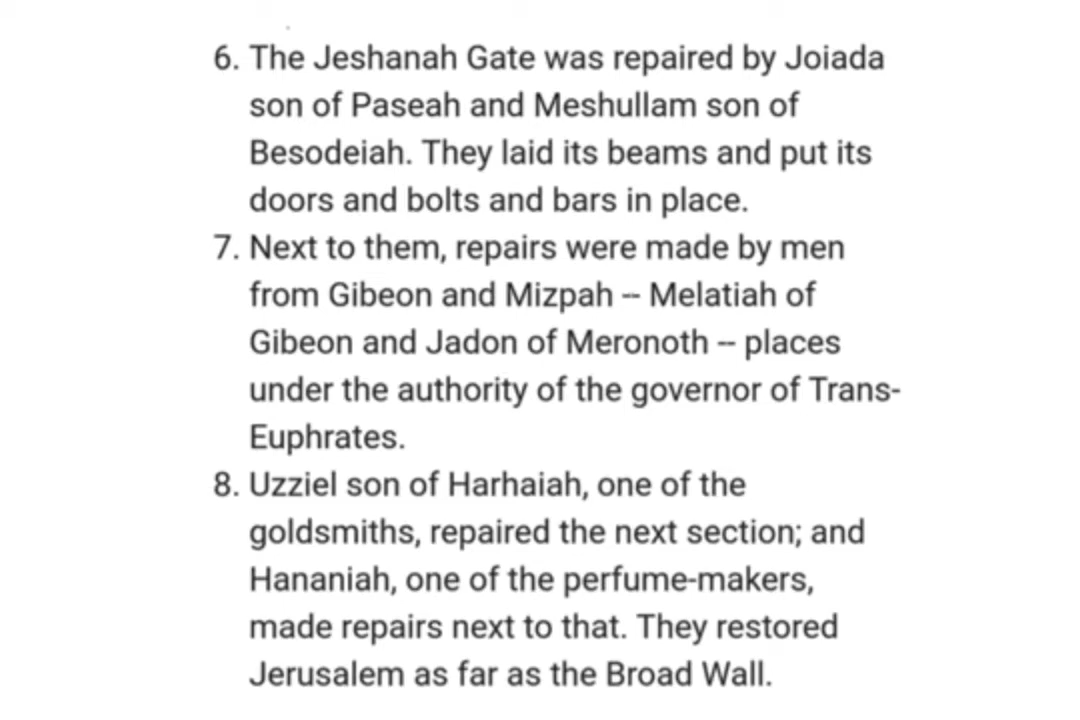 6. The Jeshanah Gate was repaired by Joiada
son of Paseah and Meshullam son of
Besodeiah. They laid its beams and put its
doors and bolts and bars in place.
7. Next to them, repairs were made by men
from Gibeon and Mizpah -- Melatiah of
Gibeon and Jadon of Meronoth -- places
under the authority of the governor of Trans-
Euphrates.
8. Uzziel son of Harhaiah, one of the
goldsmiths, repaired the next section; and
Hananiah, one of the perfume-makers,
made repairs next to that. They restored
Jerusalem as far as the Broad Wall.